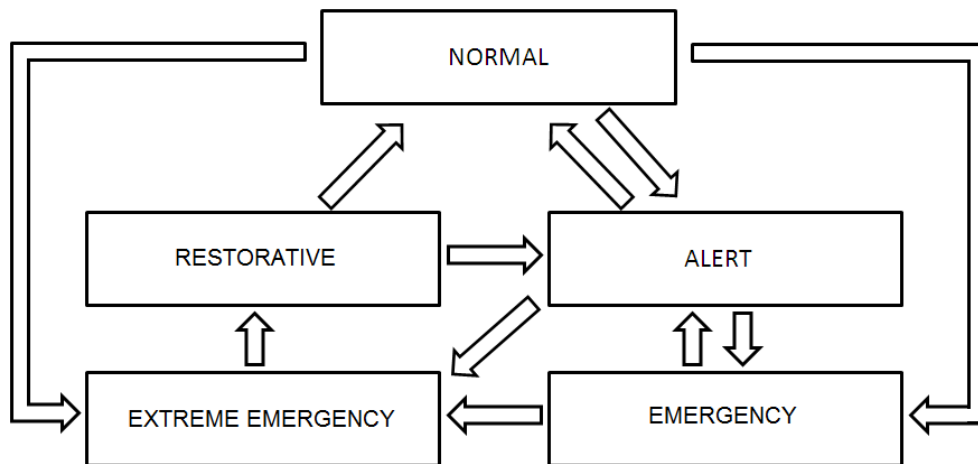 NORMAL
RESTORATIVE
ALERT
EXTREME EMERGENCY
EMERGENCY